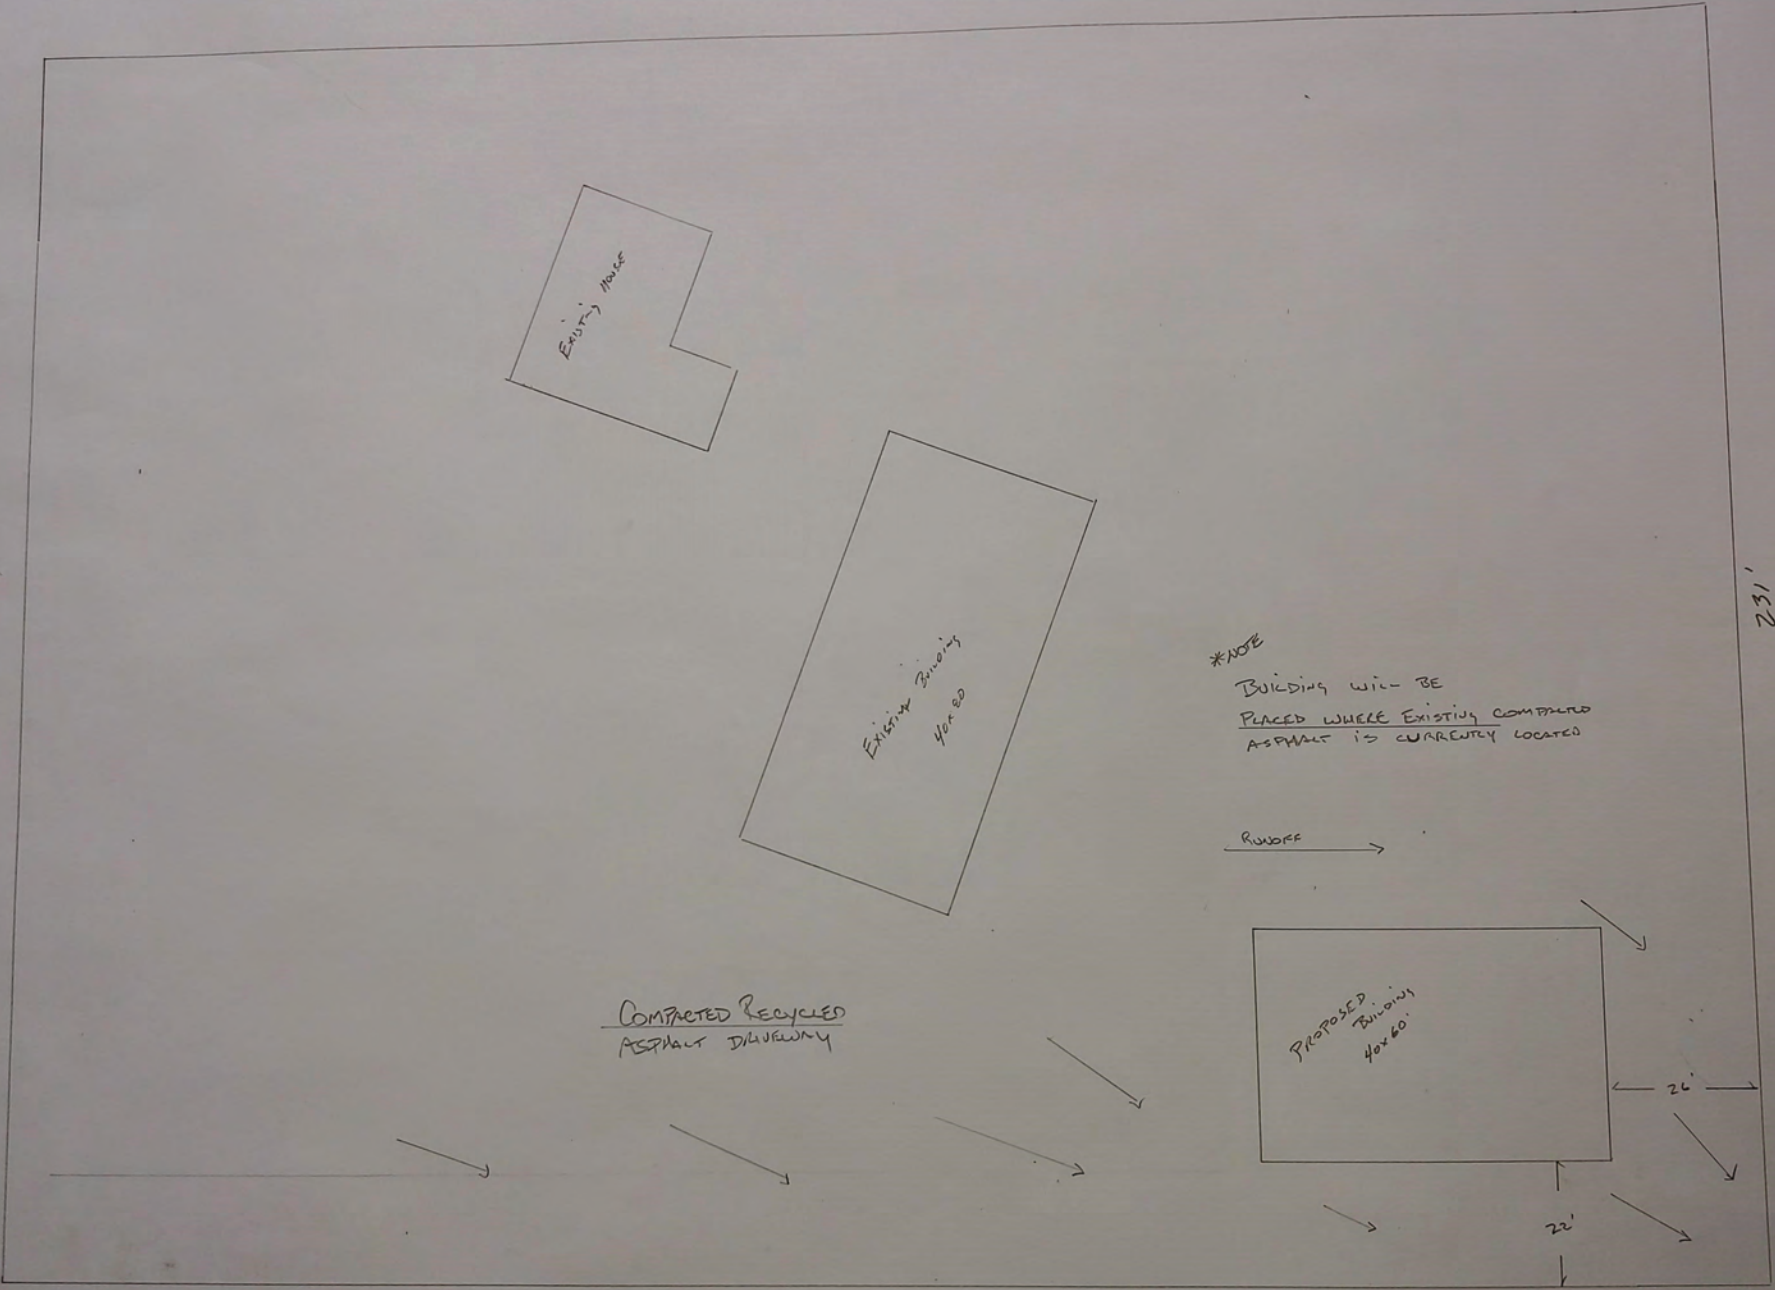 Existing House
Existing Building
40x80
231'
*NOTE
Building will BE
PLACED WHERE Existing COMPACTED
ASPHALT is CURRENTLY LOCATED
RUNOFF
PROPOSED
Building
40x60'
26'
22'
COMPACTED RECYCLED
ASPHALT DRIVEWAY